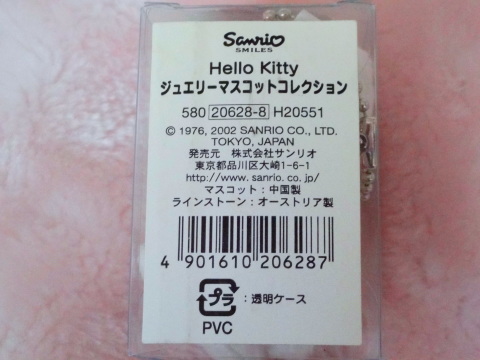 Sanrio
SMILES
Hello Kitty
ジュエリーマスコットコレクション
580 20628-8 H20551
© 1976, 2002 SANRIO CO., LTD.
TOKYO, JAPAN
発売元 株式会社サンリオ
東京都品川区大崎1-6-1
http://www. sanrio. co. jp/
マスコット：中国製
ラインストーン：オーストリア製
4 901610 206287
プラ ：透明ケース
PVC